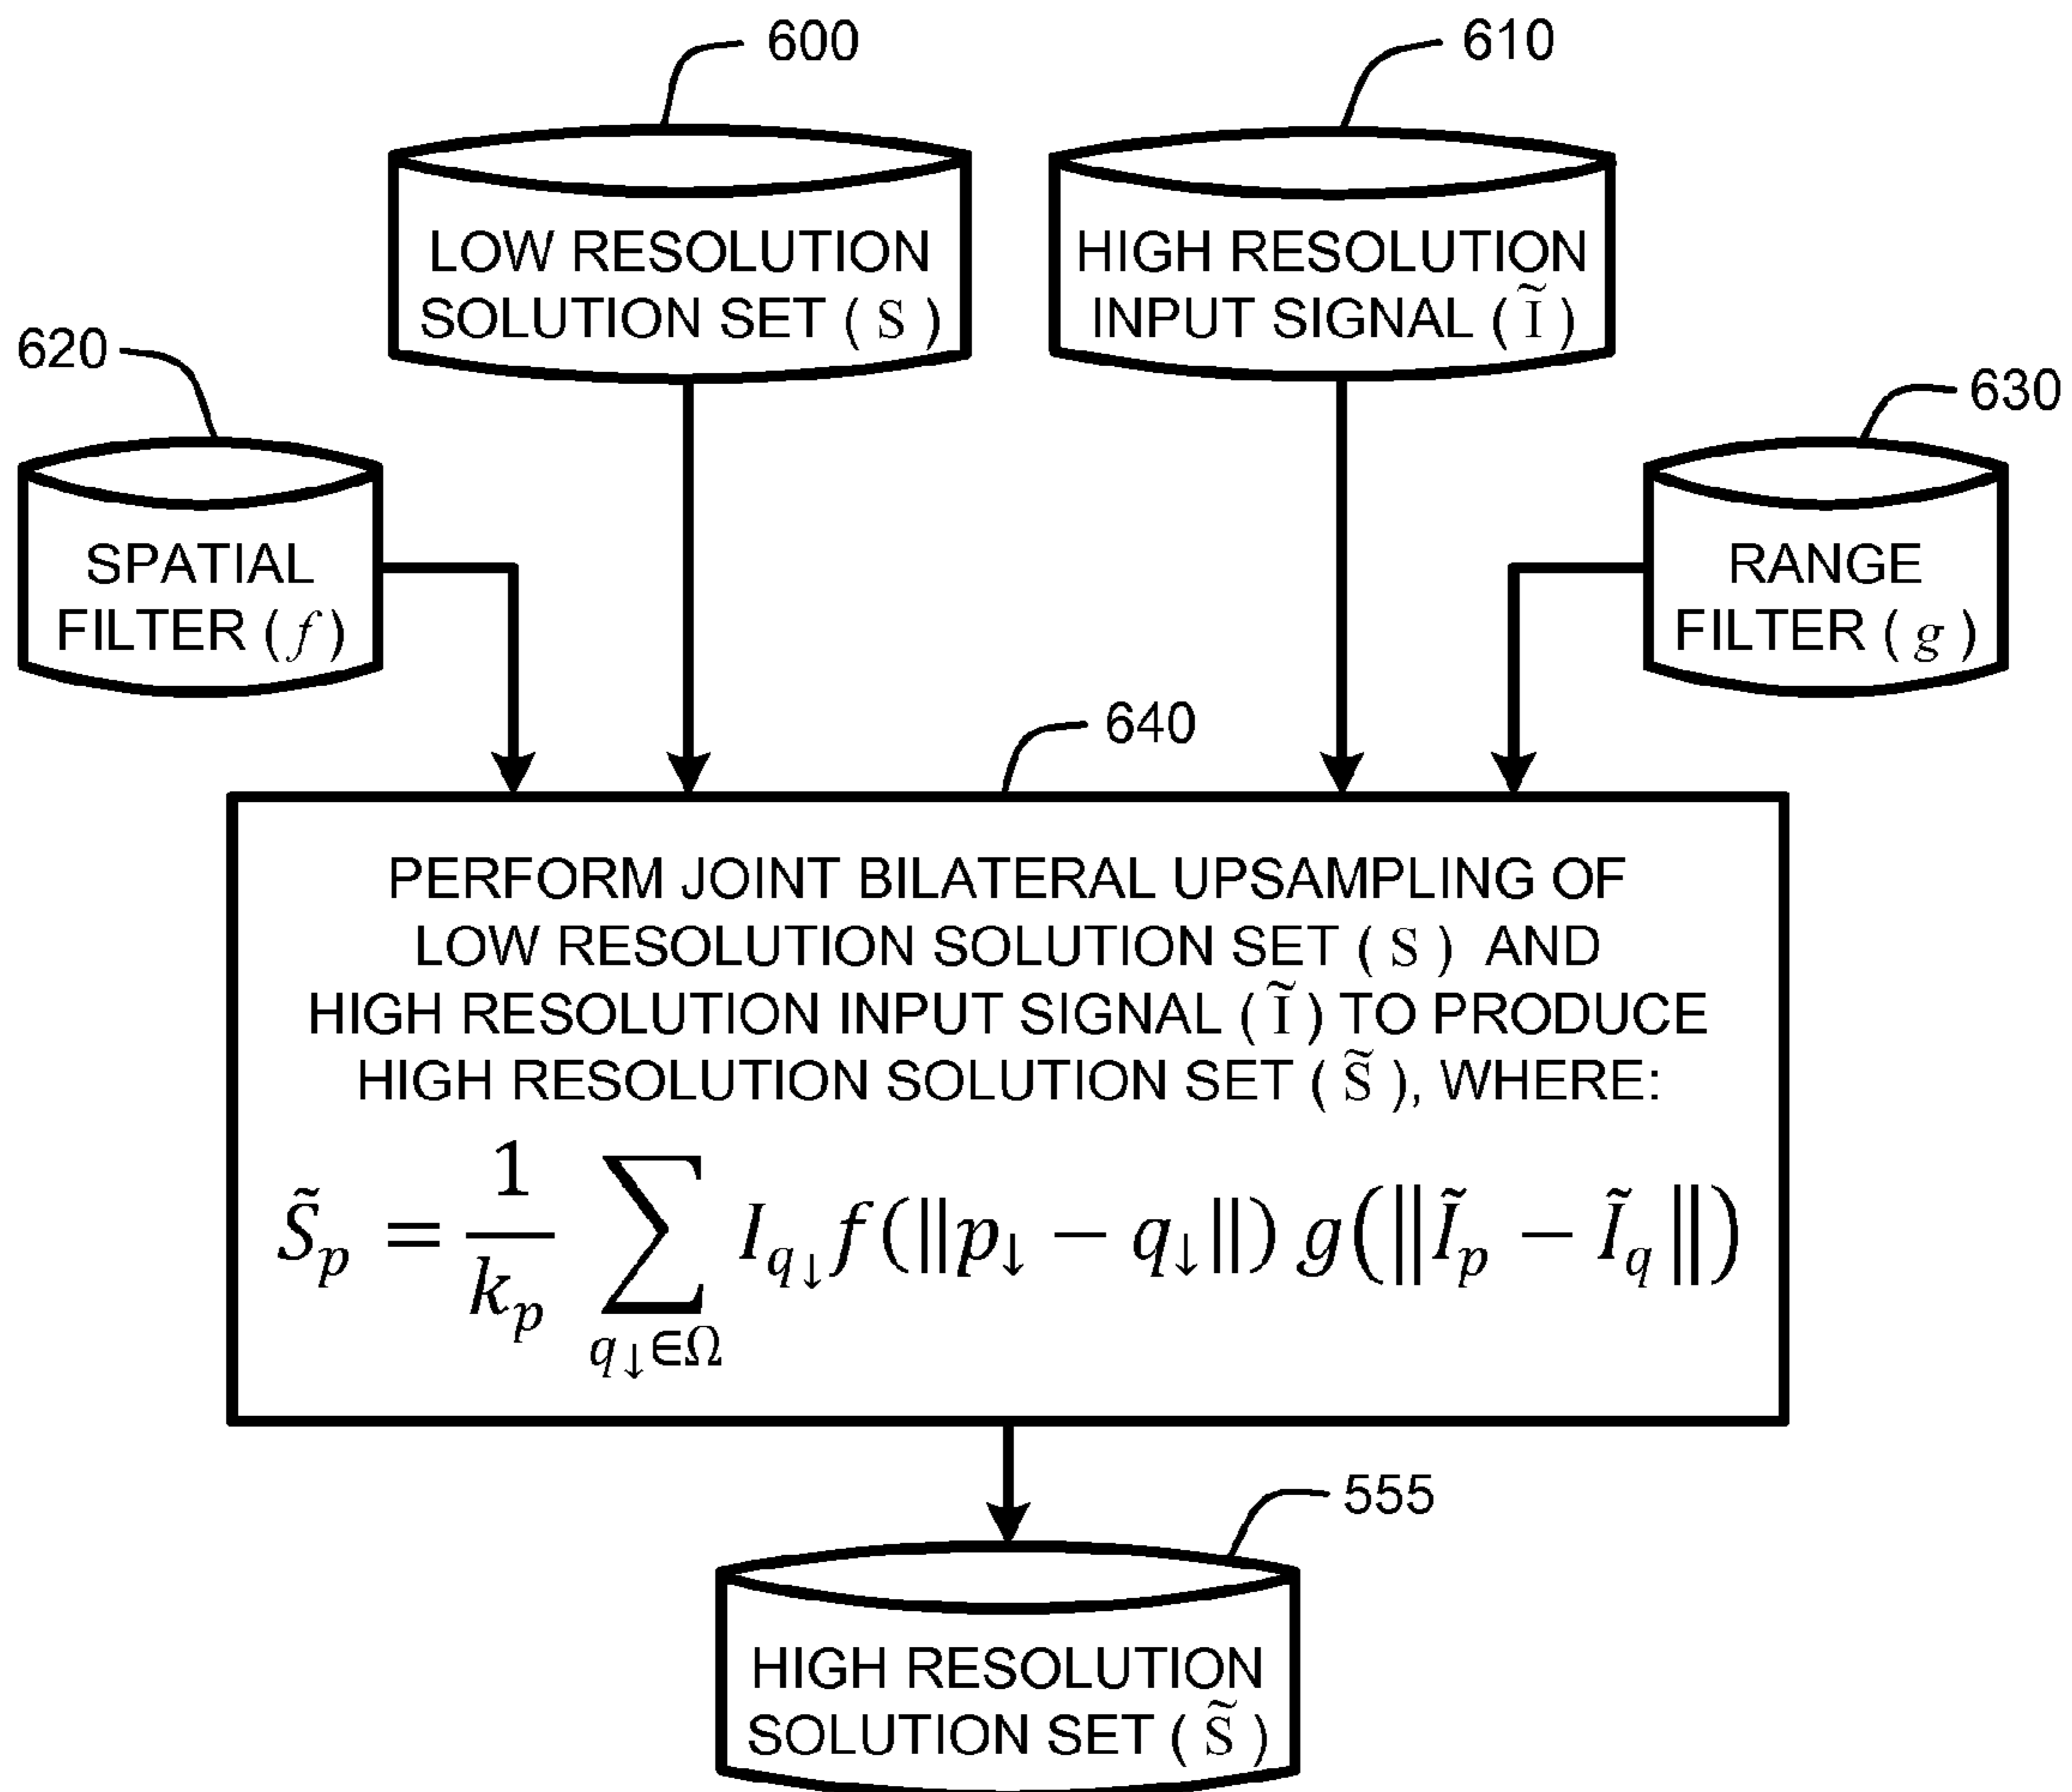 600
610
LOW RESOLUTION
SOLUTION SET ( S )
HIGH RESOLUTION
INPUT SIGNAL ( Ĩ )
620
630
SPATIAL
FILTER ( f )
RANGE
FILTER ( g )
640
PERFORM JOINT BILATERAL UPSAMPLING OF
LOW RESOLUTION SOLUTION SET ( S ) AND
HIGH RESOLUTION INPUT SIGNAL ( Ĩ ) TO PRODUCE
HIGH RESOLUTION SOLUTION SET ( S̃ ), WHERE:
S̃_p = 1/k_p ∑_{q↓∈Ω} I_{q↓} f(‖p↓ − q↓‖) g(‖Ĩ_p − Ĩ_q‖)
555
HIGH RESOLUTION
SOLUTION SET ( S̃ )